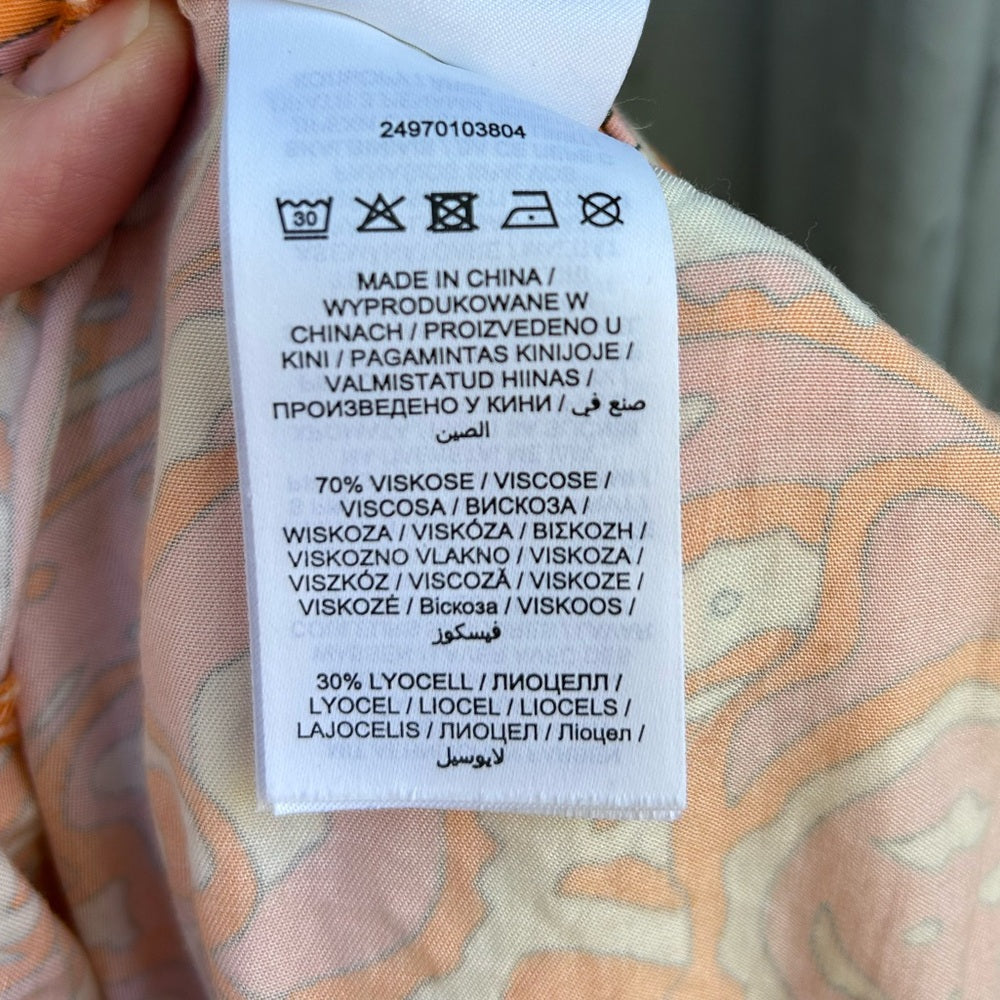 24970103804
30
MADE IN CHINA /
WYPRODUKOWANE W
CHINACH / PROIZVEDENO U
KINI / PAGAMINTAS KINIJOJE /
VALMISTATUD HIINAS /
ПРОИЗВЕДЕНО У КИНИ / صنع في
الصين
70% VISKOSE / VISCOSE /
VISCOSA / ВИСКОЗА /
WISKOZA / VISKÓZA / ΒΙΣΚΟΖΗ /
VISKOZNO VLAKNO / VISKOZA /
VISZKÓZ / VISCOZĂ / VISKOZE /
VISKOZĖ / Віскоза / VISKOOS /
فيسكوز
30% LYOCELL / ЛИОЦЕЛЛ /
LYOCEL / LIOCEL / LIOCELS /
LAJOCELIS / ЛИОЦЕЛ / Ліоцел /
لايوسيل